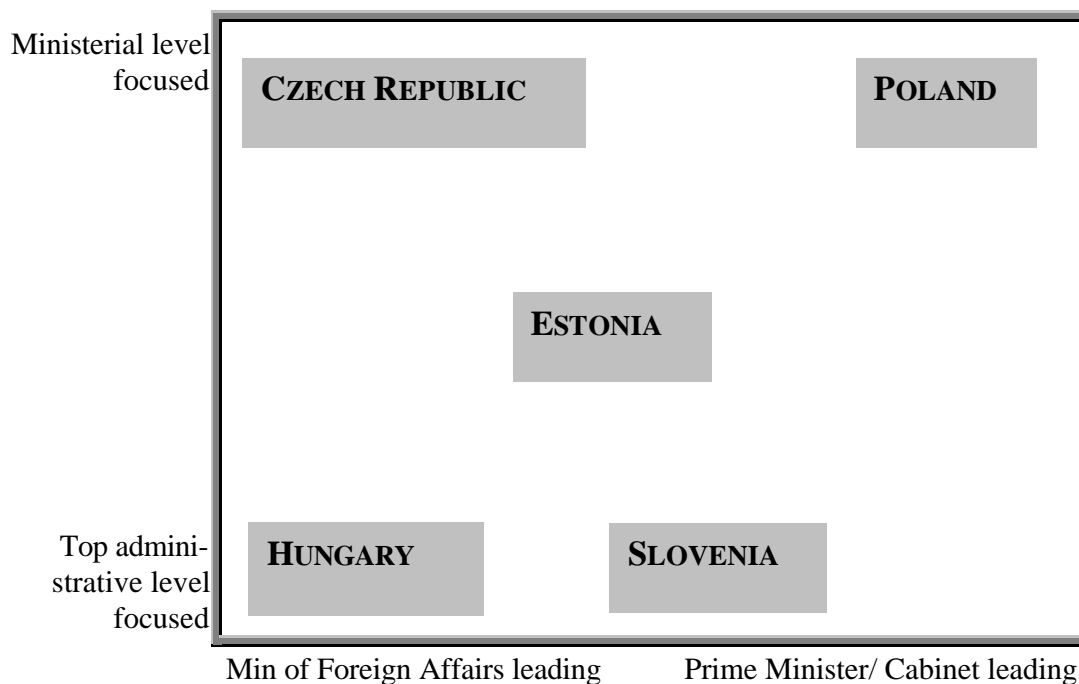 Ministerial level
focused
CZECH REPUBLIC
POLAND
ESTONIA
Top admini-
strative level
focused
HUNGARY
SLOVENIA
Min of Foreign Affairs leading
Prime Minister/ Cabinet leading